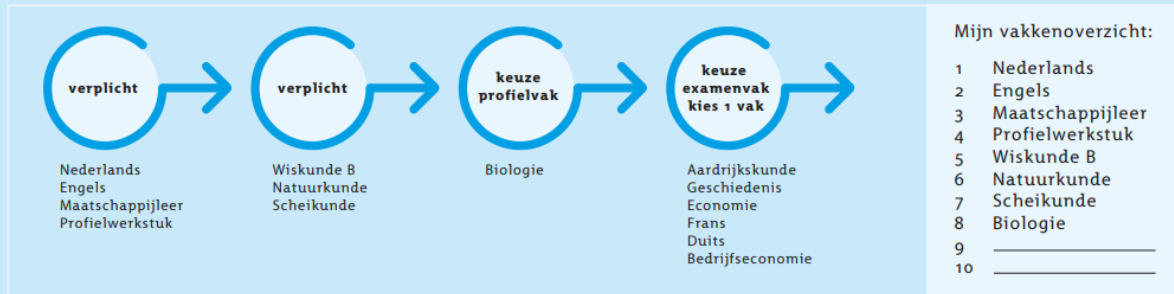 verplicht
Nederlands
Engels
Maatschappijleer
Profielwerkstuk
verplicht
Wiskunde B
Natuurkunde
Scheikunde
keuze
profielvak
Biologie
keuze
examenvak
kies 1 vak
Aardrijkskunde
Geschiedenis
Economie
Frans
Duits
Bedrijfseconomie
Mijn vakkenoverzicht:
1 Nederlands
2 Engels
3 Maatschappijleer
4 Profielwerkstuk
5 Wiskunde B
6 Natuurkunde
7 Scheikunde
8 Biologie
9
10